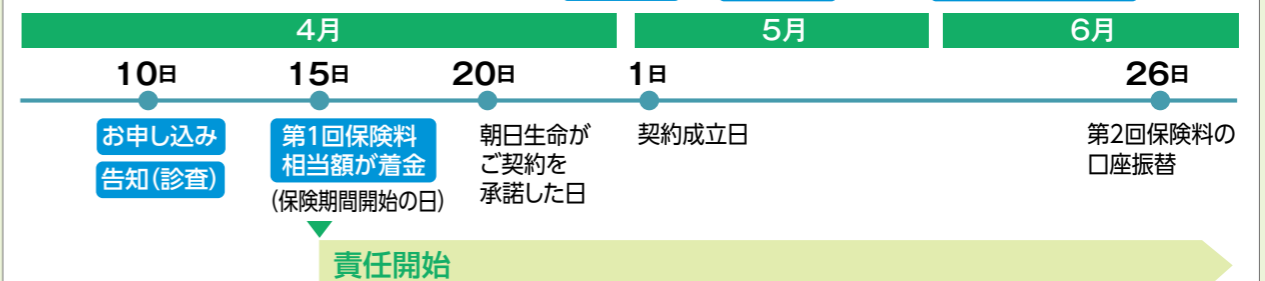 4月
5月
6月
10日
15日
20日
1日
26日
お申し込み
告知(診査)
第1回保険料
相当額が着金
(保険期間開始の日)
朝日生命が
ご契約を
承諾した日
契約成立日
第2回保険料の
口座振替
責任開始